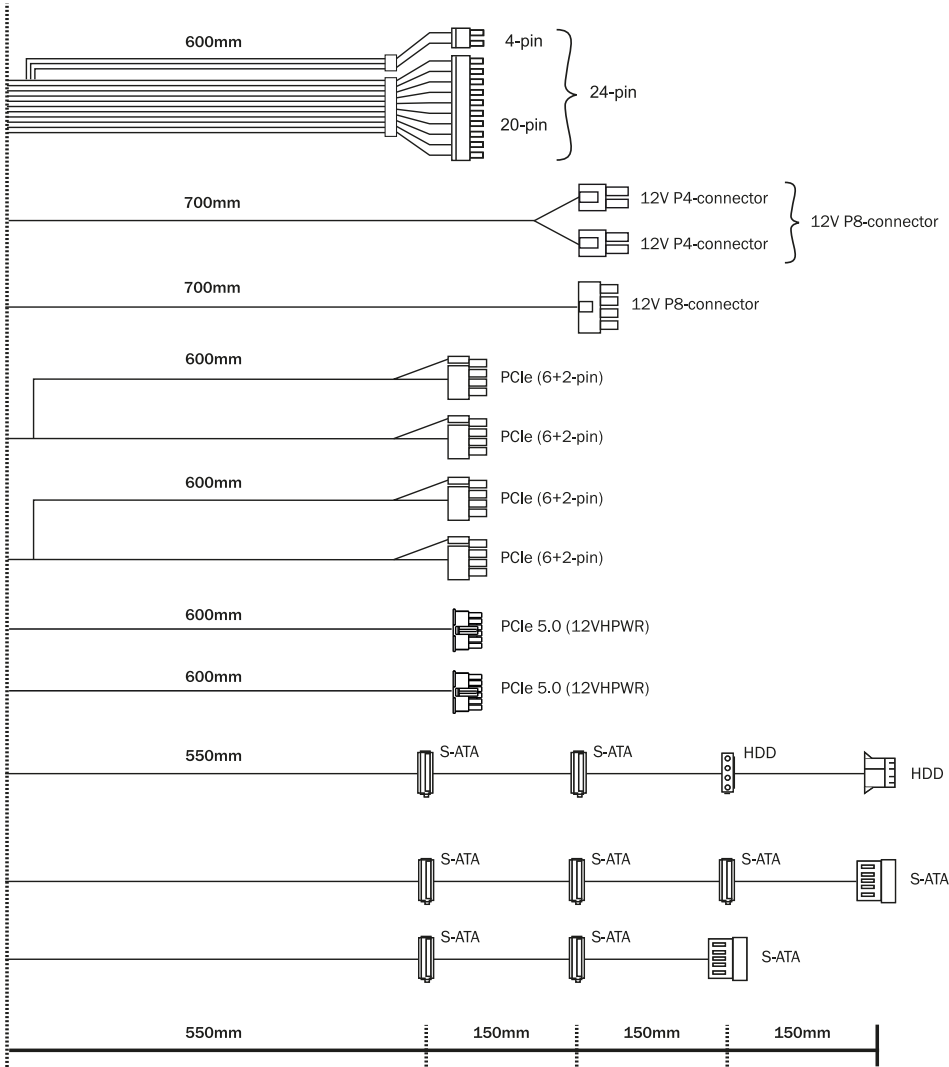 600mm
4-pin
20-pin
24-pin
700mm
12V P4-connector
12V P4-connector
12V P8-connector
700mm
12V P8-connector
600mm
PCIe (6+2-pin)
PCIe (6+2-pin)
600mm
PCIe (6+2-pin)
PCIe (6+2-pin)
600mm
PCIe 5.0 (12VHPWR)
600mm
PCIe 5.0 (12VHPWR)
550mm
S-ATA
S-ATA
HDD
HDD
S-ATA
S-ATA
S-ATA
S-ATA
S-ATA
S-ATA
S-ATA
550mm
150mm
150mm
150mm